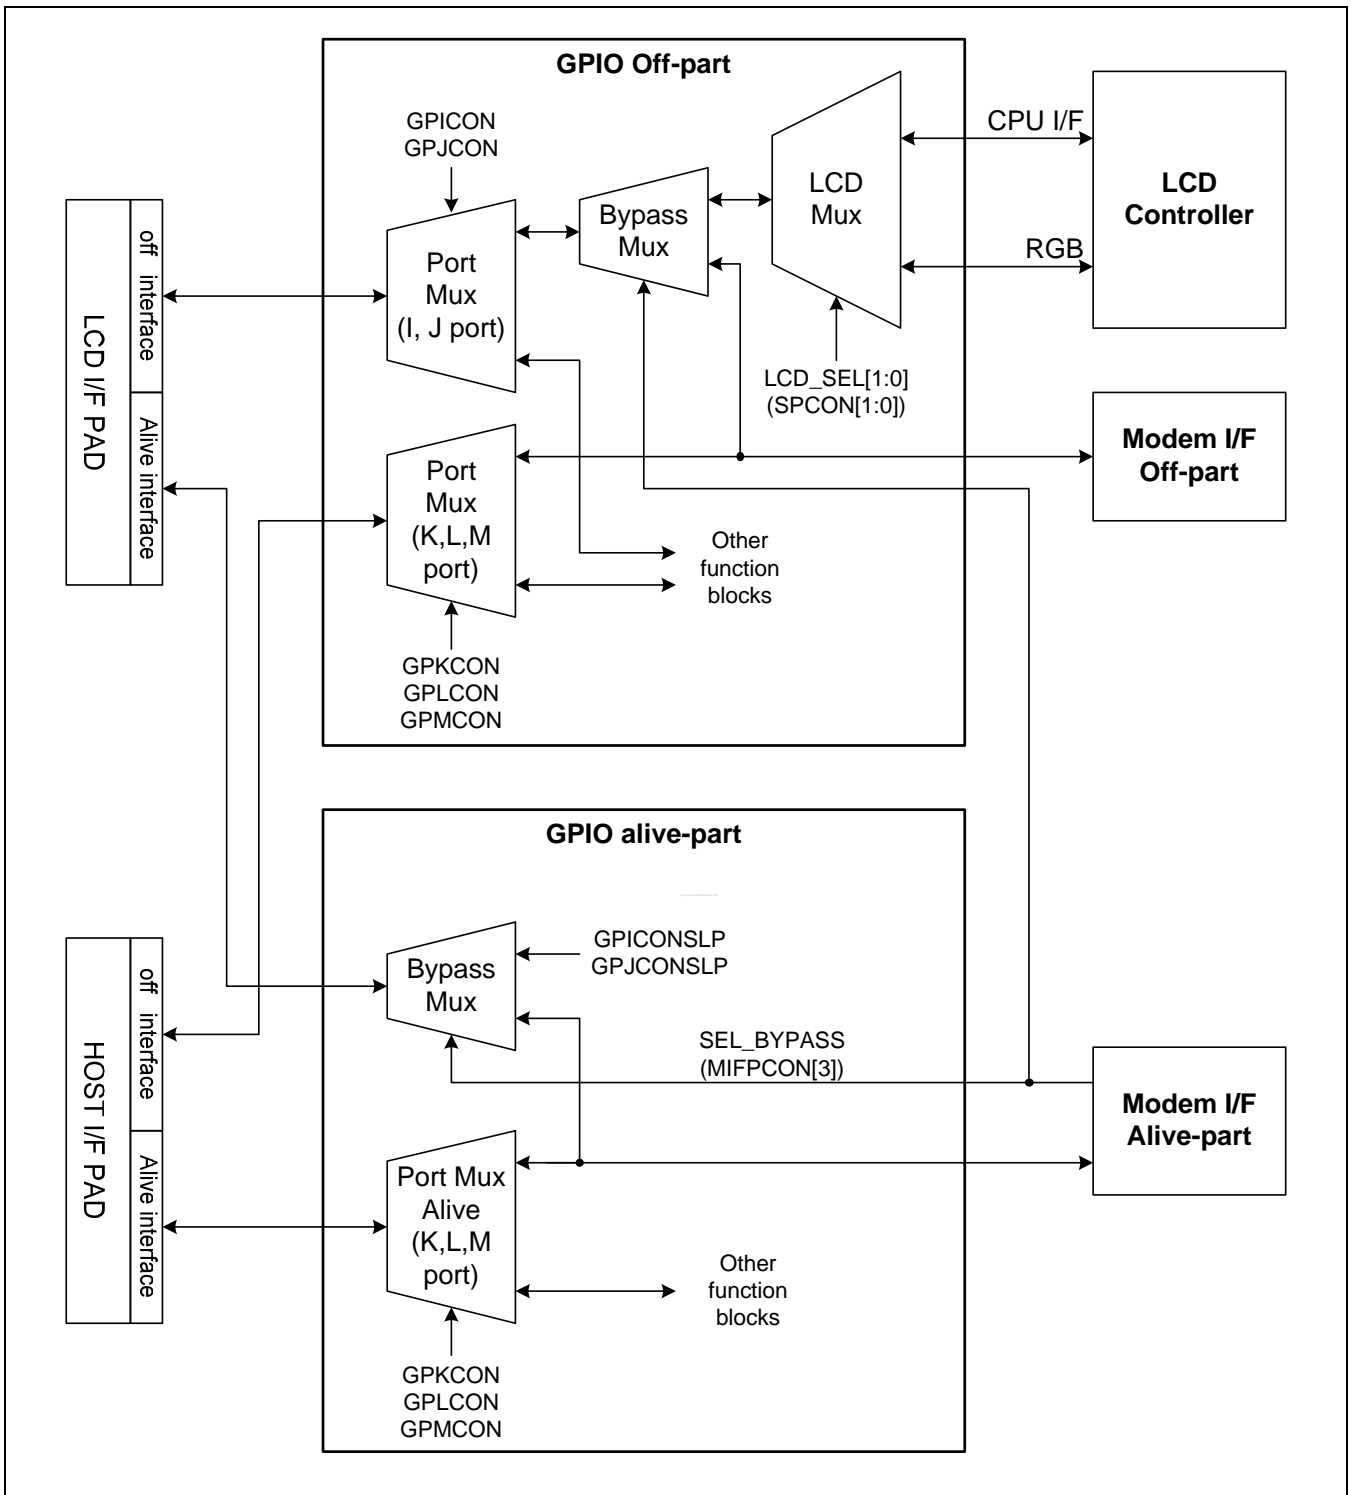 GPIO Off-part
GPICON
GPJCON
CPU I/F
LCD
Controller
RGB
LCD
Mux
Bypass
Mux
Port
Mux
(I, J port)
LCD_SEL[1:0]
(SPCON[1:0])
off interface
LCD I/F PAD
Alive interface
Port
Mux
(K,L,M
port)
Modem I/F
Off-part
Other
function
blocks
GPKCON
GPLCON
GPMCON
GPIO alive-part
GPICONSLP
GPJCONSLP
Bypass
Mux
SEL_BYPASS
(MIFPCON[3])
off interface
HOST I/F PAD
Alive interface
Modem I/F
Alive-part
Port Mux
Alive
(K,L,M
port)
Other
function
blocks
GPKCON
GPLCON
GPMCON